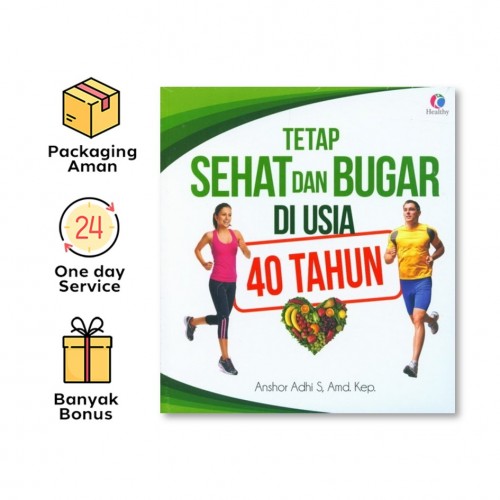 Packaging
Aman
24
One day
Service
Banyak
Bonus
Healthy
TETAP
SEHAT DAN BUGAR
DI USIA
40 TAHUN
Anshor Adhi S, Amd. Kep.